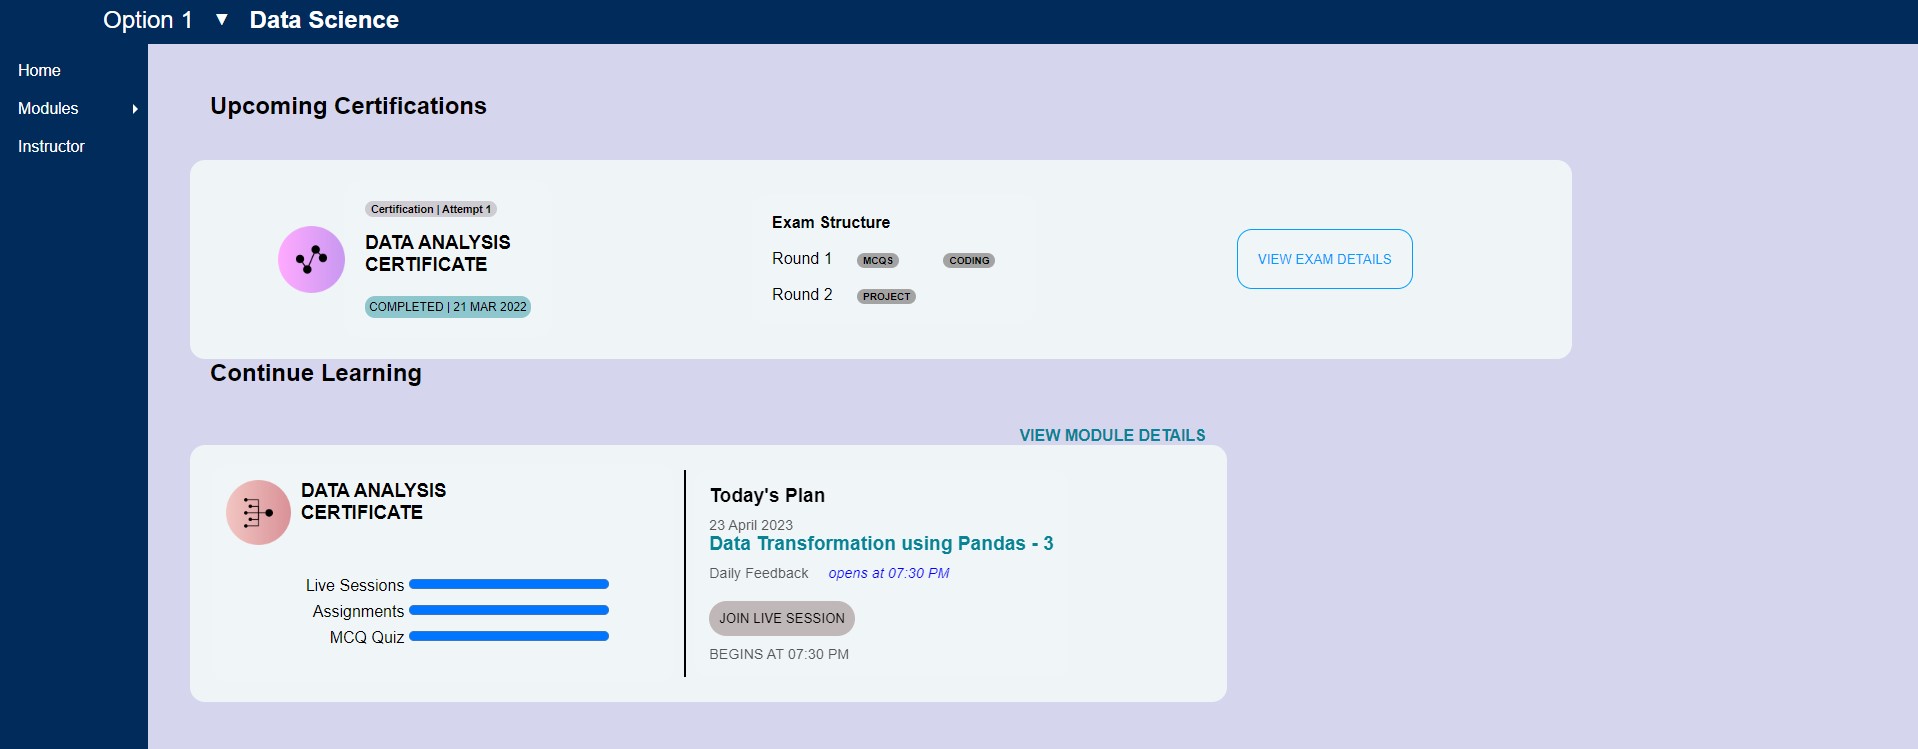 Option 1 ▼ Data Science
Home
Modules
Instructor
Upcoming Certifications
Certification | Attempt 1
DATA ANALYSIS
CERTIFICATE
COMPLETED | 21 MAR 2022
Exam Structure
Round 1 MCQS CODING
Round 2 PROJECT
VIEW EXAM DETAILS
Continue Learning
VIEW MODULE DETAILS
DATA ANALYSIS
CERTIFICATE
Live Sessions
Assignments
MCQ Quiz
Today's Plan
23 April 2023
Data Transformation using Pandas - 3
Daily Feedback opens at 07:30 PM
JOIN LIVE SESSION
BEGINS AT 07:30 PM